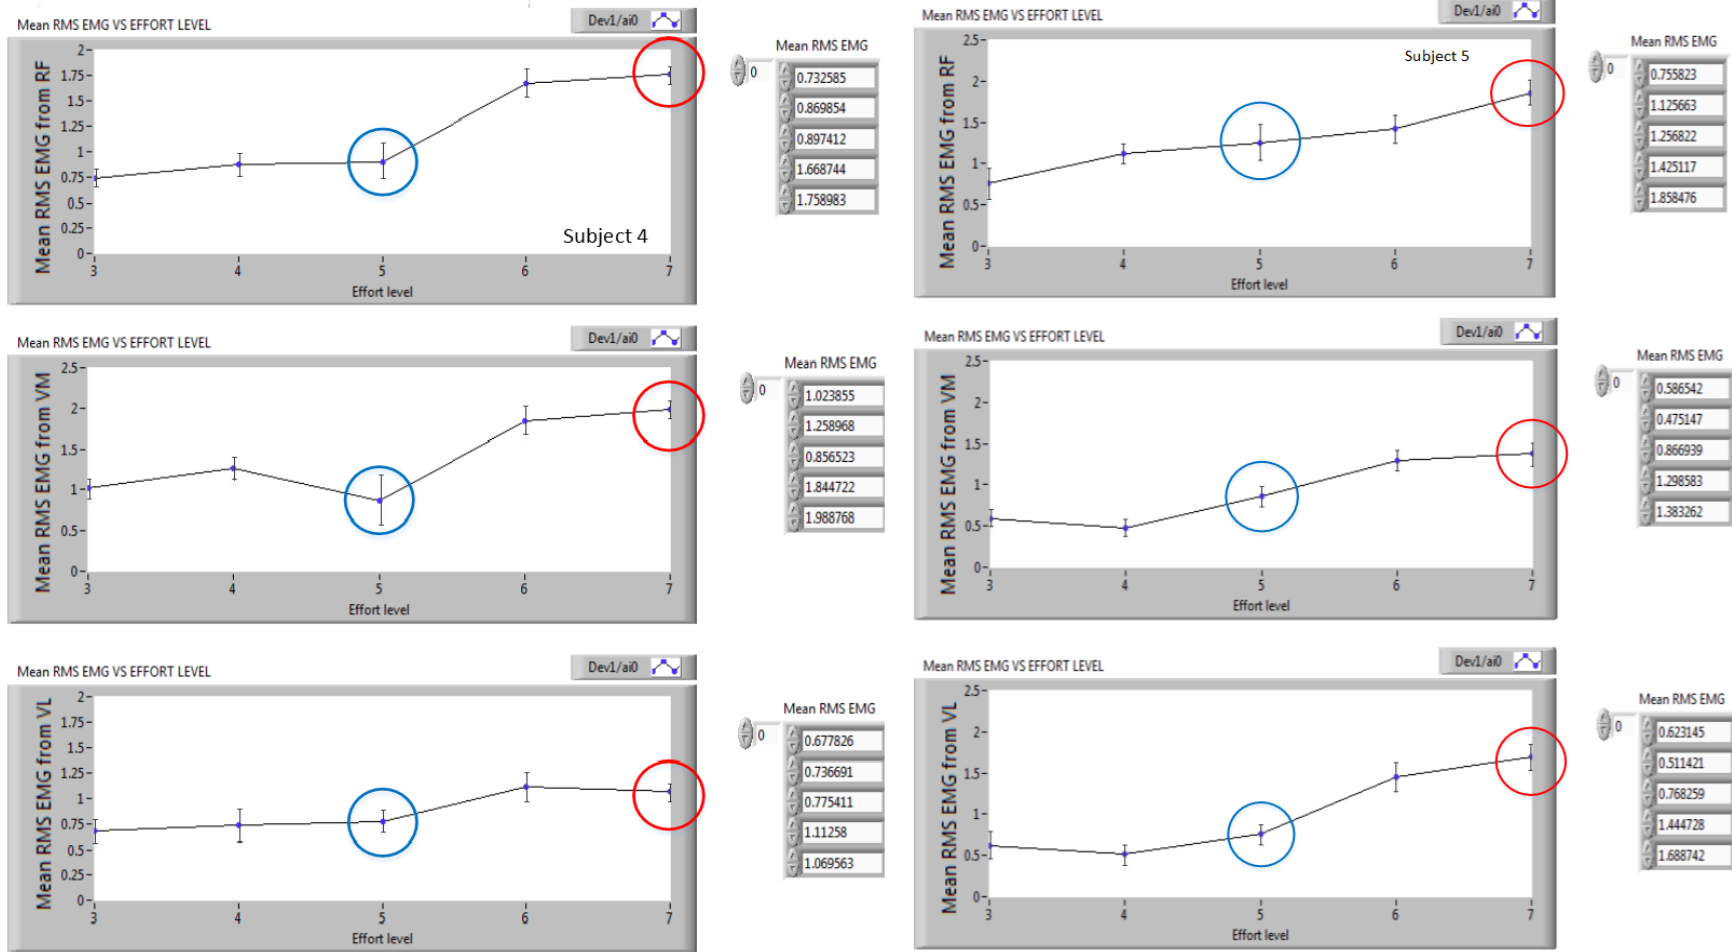 Mean RMS EMG VS EFFORT LEVEL
Dev1/ai0
Mean RMS EMG from RF
2
1.75
1.5
1.25
1
0.75
0.5
0.25
0
3 4 5 6 7
Effort level
Subject 4
Mean RMS EMG
0
0.732585
0.869854
0.897412
1.668744
1.758983
Mean RMS EMG VS EFFORT LEVEL
Dev1/ai0
Mean RMS EMG from RF
2.5
2
1.5
1
0.5
0
3 4 5 6 7
Effort level
Subject 5
Mean RMS EMG
0
0.755823
1.125663
1.256822
1.425117
1.858476
Mean RMS EMG VS EFFORT LEVEL
Dev1/ai0
Mean RMS EMG from VM
2.5
2
1.5
1
0.5
0
3 4 5 6 7
Effort level
Mean RMS EMG
0
1.023855
1.258968
0.856523
1.844722
1.988768
Mean RMS EMG VS EFFORT LEVEL
Dev1/ai0
Mean RMS EMG from VM
2.5
2
1.5
1
0.5
0
3 4 5 6 7
Effort level
Mean RMS EMG
0
0.586542
0.475147
0.866939
1.298583
1.383262
Mean RMS EMG VS EFFORT LEVEL
Dev1/ai0
Mean RMS EMG from VL
2
1.75
1.5
1.25
1
0.75
0.5
0.25
0
3 4 5 6 7
Effort level
Mean RMS EMG
0
0.677826
0.736691
0.775411
1.11258
1.069563
Mean RMS EMG VS EFFORT LEVEL
Dev1/ai0
Mean RMS EMG from VL
2.5
2
1.5
1
0.5
0
3 4 5 6 7
Effort level
Mean RMS EMG
0
0.623145
0.511421
0.768259
1.444728
1.688742